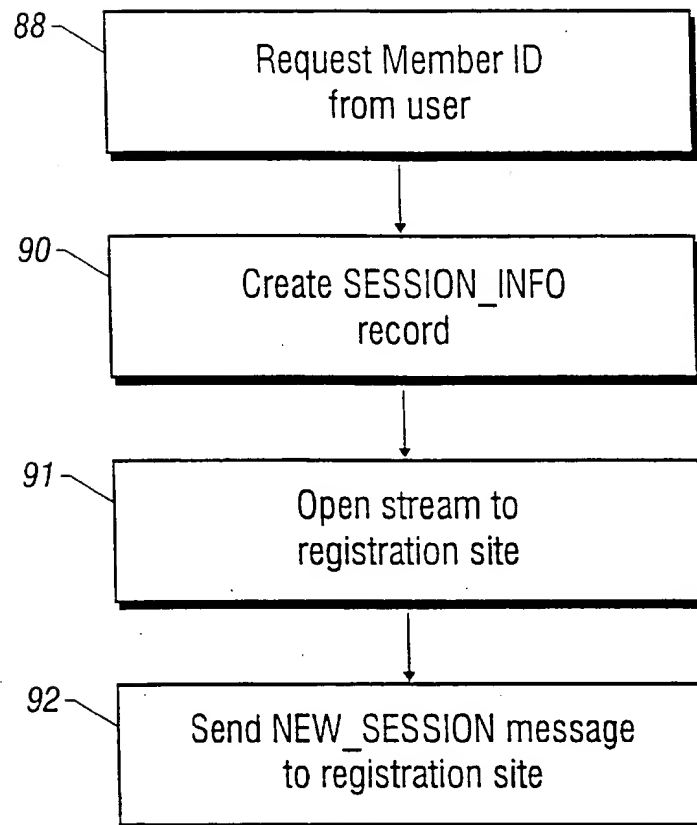 88
Request Member ID
from user
90
Create SESSION_INFO
record
91
Open stream to
registration site
92
Send NEW_SESSION message
to registration site